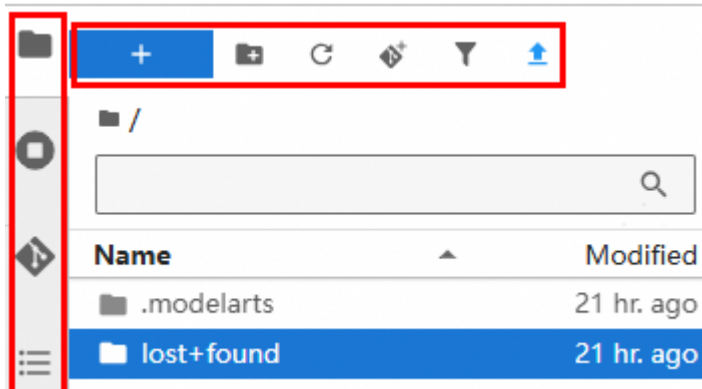 /
Name Modified
.modelarts 21 hr. ago
lost+found 21 hr. ago